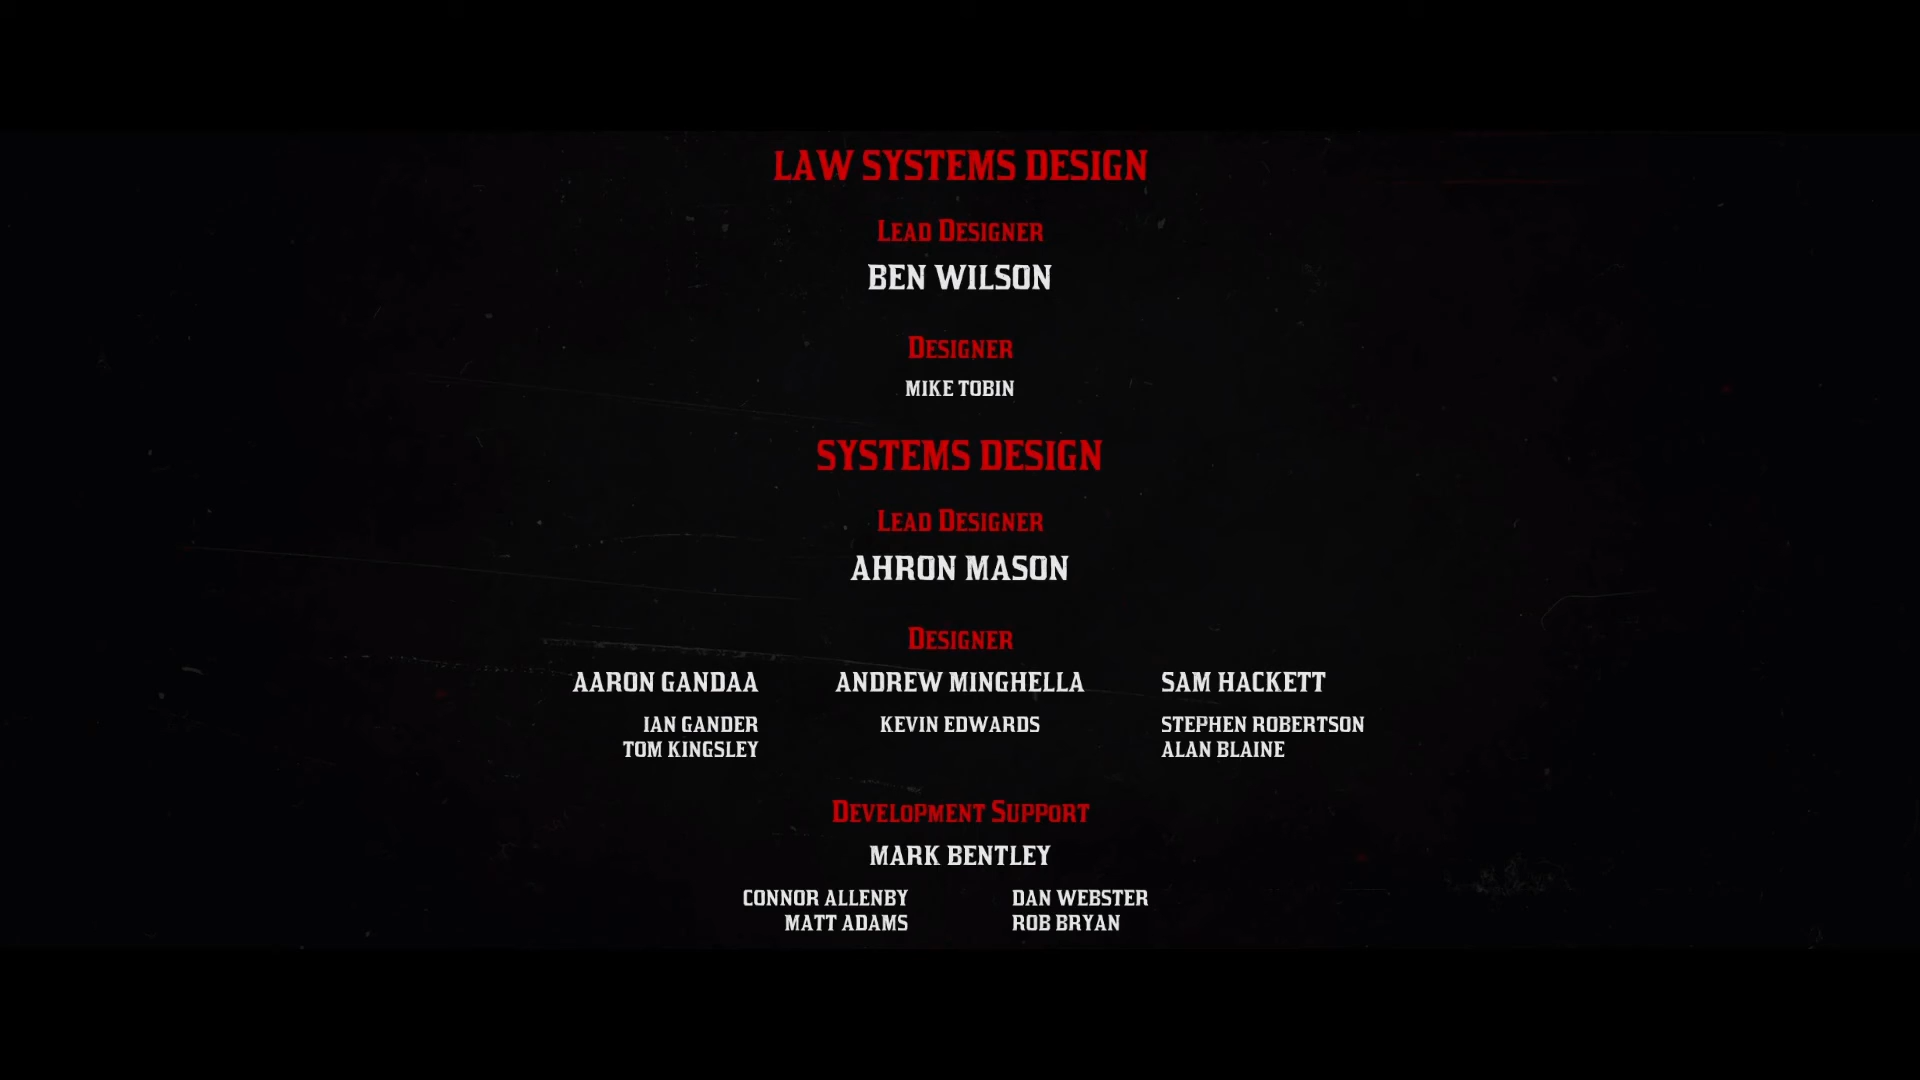 LAW SYSTEMS DESIGN
LEAD DESIGNER
BEN WILSON
DESIGNER
MIKE TOBIN
SYSTEMS DESIGN
LEAD DESIGNER
AHRON MASON
DESIGNER
AARON GANDAA ANDREW MINGHELLA SAM HACKETT
IAN GANDER KEVIN EDWARDS STEPHEN ROBERTSON
TOM KINGSLEY ALAN BLAINE
DEVELOPMENT SUPPORT
MARK BENTLEY
CONNOR ALLENBY DAN WEBSTER
MATT ADAMS ROB BRYAN